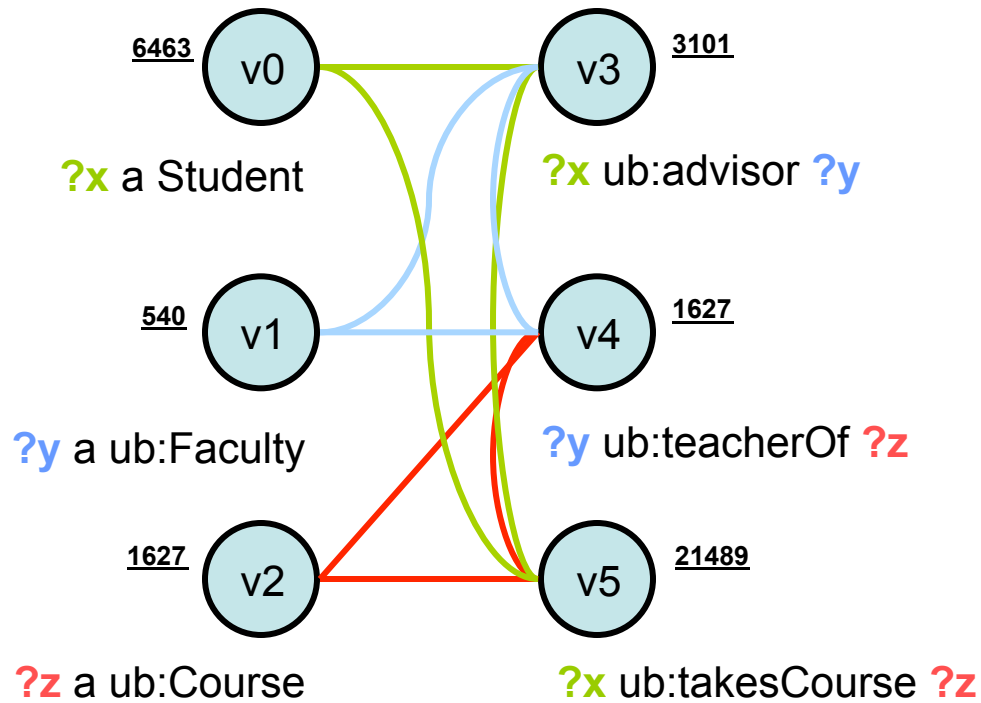 6463
v0
v3
3101
?x a Student
?x ub:advisor ?y
540
v1
v4
1627
?y a ub:Faculty
?y ub:teacherOf ?z
1627
v2
v5
21489
?z a ub:Course
?x ub:takesCourse ?z